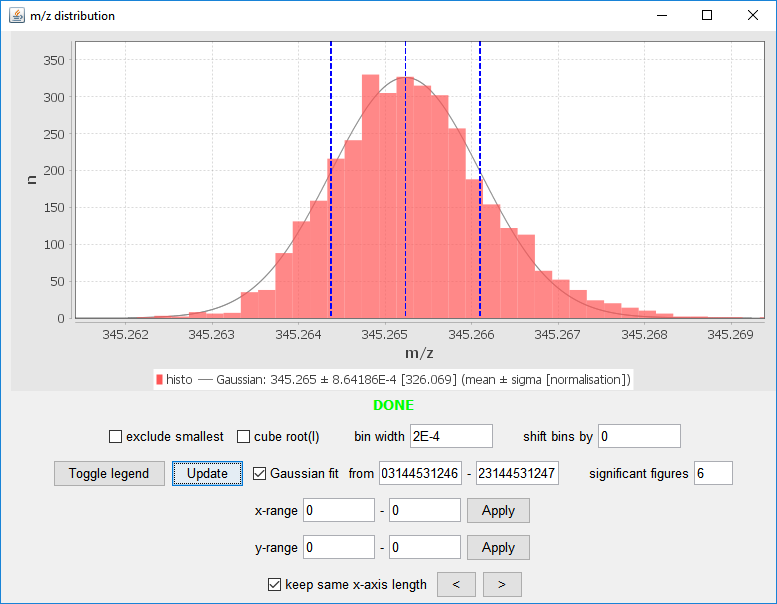 m/z distribution
350
300
250
200
150
100
50
0
n
345.262 345.263 345.264 345.265 345.266 345.267 345.268 345.269
m/z
histo — Gaussian: 345.265 ± 8.64186E-4 [326.069] (mean ± sigma [normalisation])
DONE
exclude smallest cube root(I) bin width 2E-4 shift bins by 0
Toggle legend Update Gaussian fit from 03144531246 - 23144531247 significant figures 6
x-range 0 - 0 Apply
y-range 0 - 0 Apply
keep same x-axis length < >